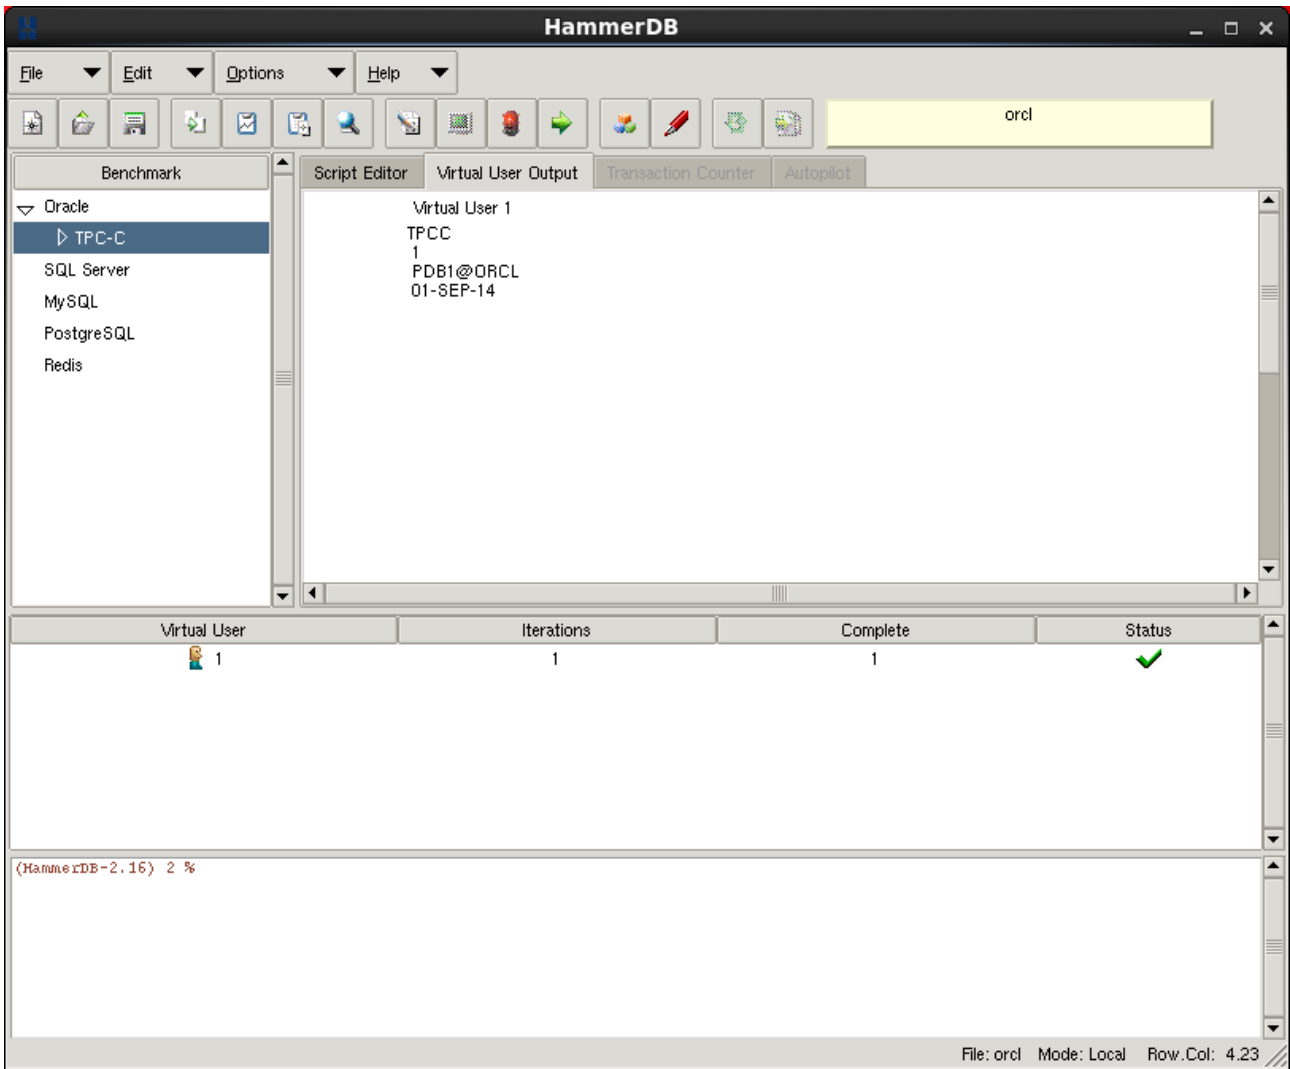 HammerDB
File Edit Options Help
orcl
Benchmark
Oracle
TPC-C
SQL Server
MySQL
PostgreSQL
Redis
Script Editor Virtual User Output Transaction Counter Autopilot
Virtual User 1
TPCC
1
PDB1@ORCL
01-SEP-14
Virtual User Iterations Complete Status
1 1 1
(HammerDB-2.16) 2 %
File: orcl Mode: Local Row.Col: 4.23